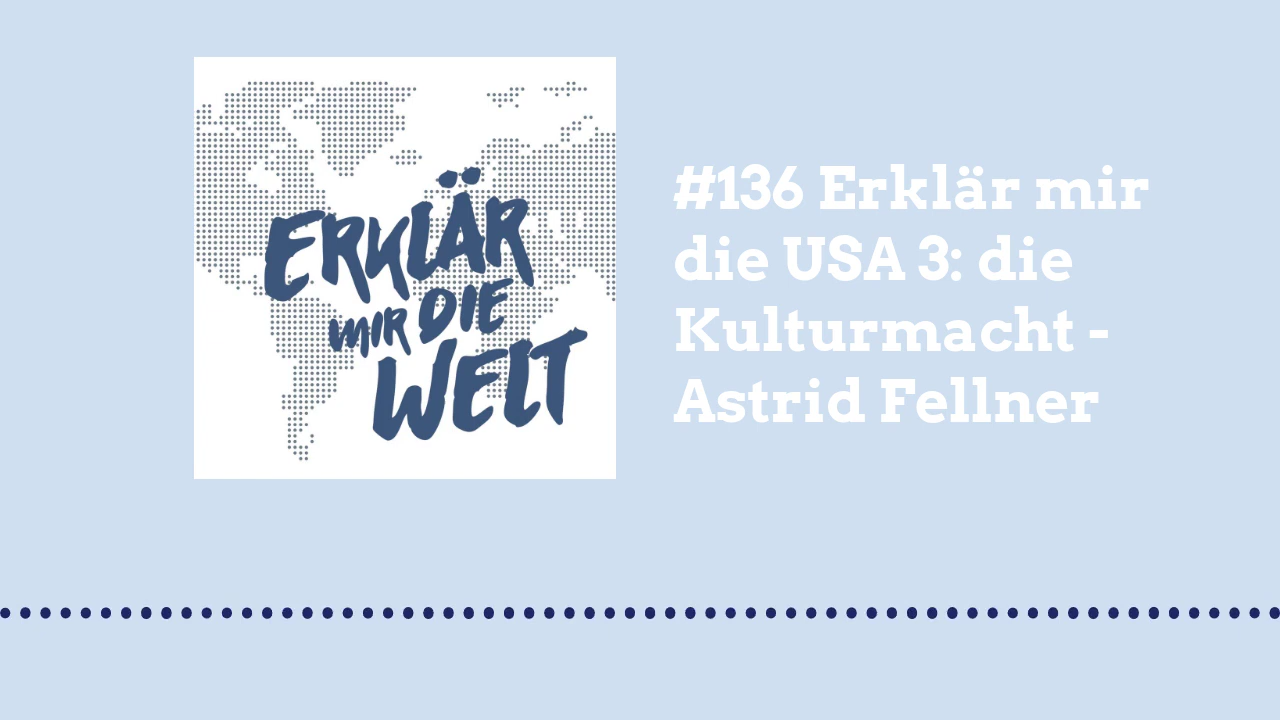 ERKLÄR
MIR DIE
WELT
#136 Erklär mir
die USA 3: die
Kulturmacht -
Astrid Fellner